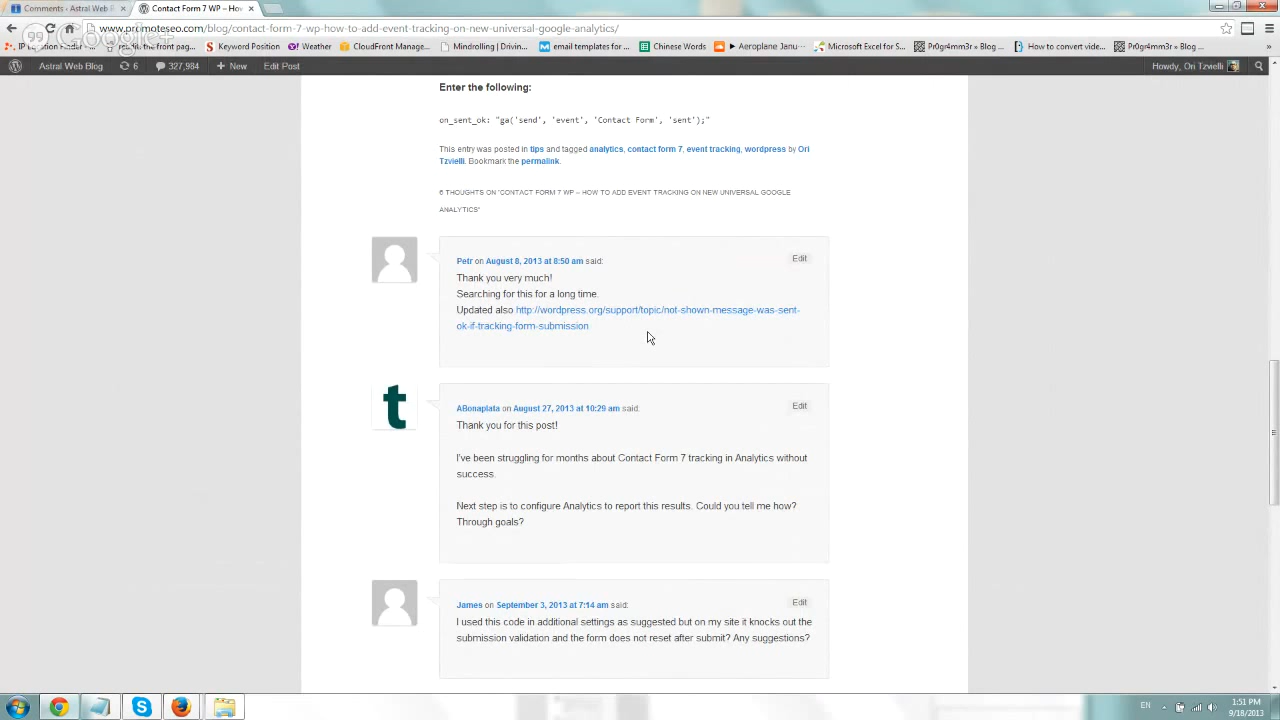 Comments ‹ Astral Web B
Contact Form 7 WP – How
www.promoteseo.com/blog/contact-form-7-wp-how-to-add-event-tracking-on-new-universal-google-analytics/
the front pag...
Keyword Position
Weather
CloudFront Manage...
Mindrolling | Drivin...
email templates for ...
Chinese Words
► Aeroplane Janu...
Microsoft Excel for S...
Pr0gr4mm3r » Blog ...
How to convert vide...
Pr0gr4mm3r » Blog ...
Astral Web Blog
6
327,984
+ New
Edit Post
Howdy, Ori Tzvielli
Enter the following:
on_sent_ok: "ga('send', 'event', 'Contact Form', 'sent');"
This entry was posted in tips and tagged analytics, contact form 7, event tracking, wordpress by Ori
Tzvielli. Bookmark the permalink.
6 THOUGHTS ON "CONTACT FORM 7 WP – HOW TO ADD EVENT TRACKING ON NEW UNIVERSAL GOOGLE
ANALYTICS"
Petr on August 8, 2013 at 8:50 am said:
Edit
Thank you very much!
Searching for this for a long time.
Updated also http://wordpress.org/support/topic/not-shown-message-was-sent-
ok-if-tracking-form-submission
ABonaplata on August 27, 2013 at 10:29 am said:
Edit
Thank you for this post!
I've been struggling for months about Contact Form 7 tracking in Analytics without
success.
Next step is to configure Analytics to report this results. Could you tell me how?
Through goals?
James on September 3, 2013 at 7:14 am said:
Edit
I used this code in additional settings as suggested but on my site it knocks out the
submission validation and the form does not reset after submit? Any suggestions?
EN
1:51 PM
9/18/2013